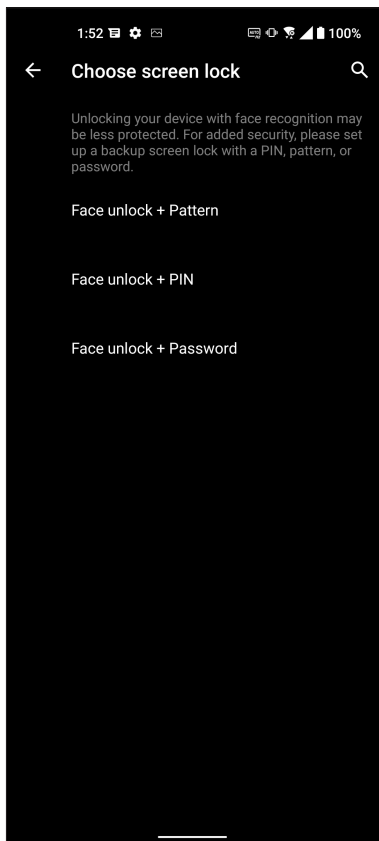 1:52 100%
Choose screen lock
Unlocking your device with face recognition may
be less protected. For added security, please set
up a backup screen lock with a PIN, pattern, or
password.
Face unlock + Pattern
Face unlock + PIN
Face unlock + Password